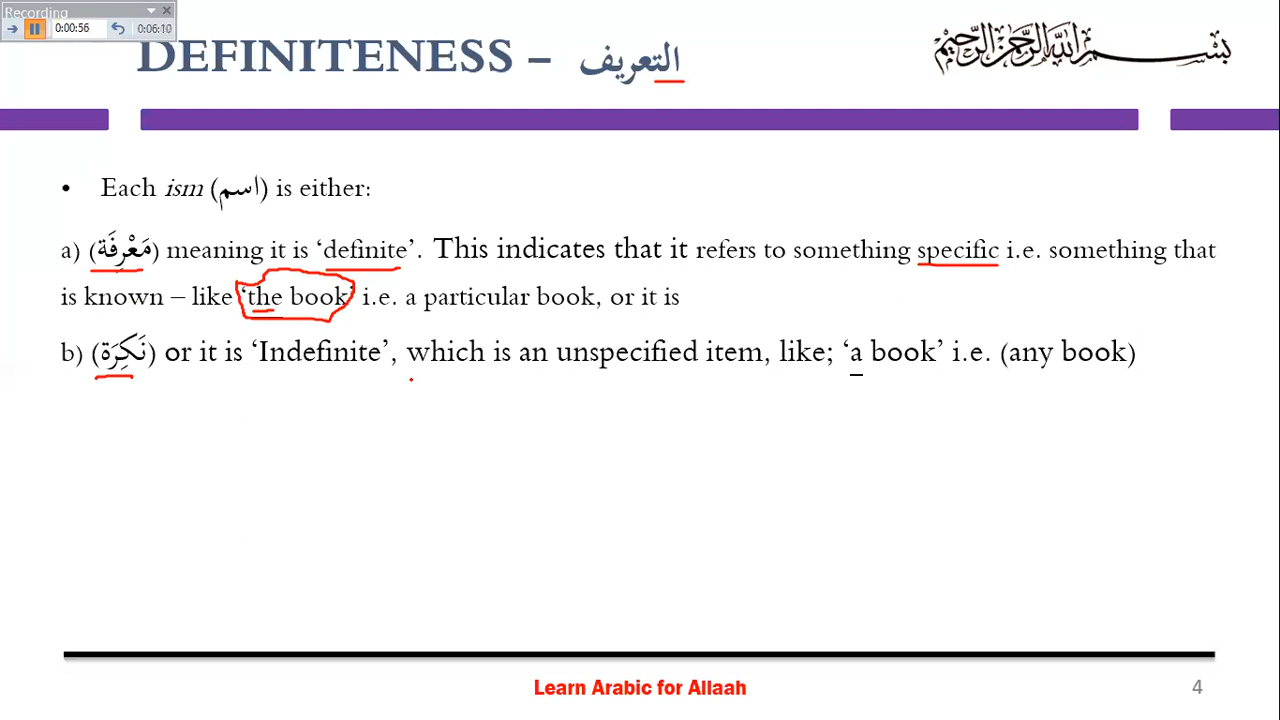 Recording
0:00:56
0:06:10
DEFINITENESS – التعريف
بسم الله الرحمن الرحيم
• Each ism (اسم) is either:
a) (مَعْرِفَة) meaning it is ‘definite’. This indicates that it refers to something specific i.e. something that
is known – like ‘the book’ i.e. a particular book, or it is
b) (نَكِرَة) or it is ‘Indefinite’, which is an unspecified item, like; ‘a book’ i.e. (any book)
Learn Arabic for Allaah
4